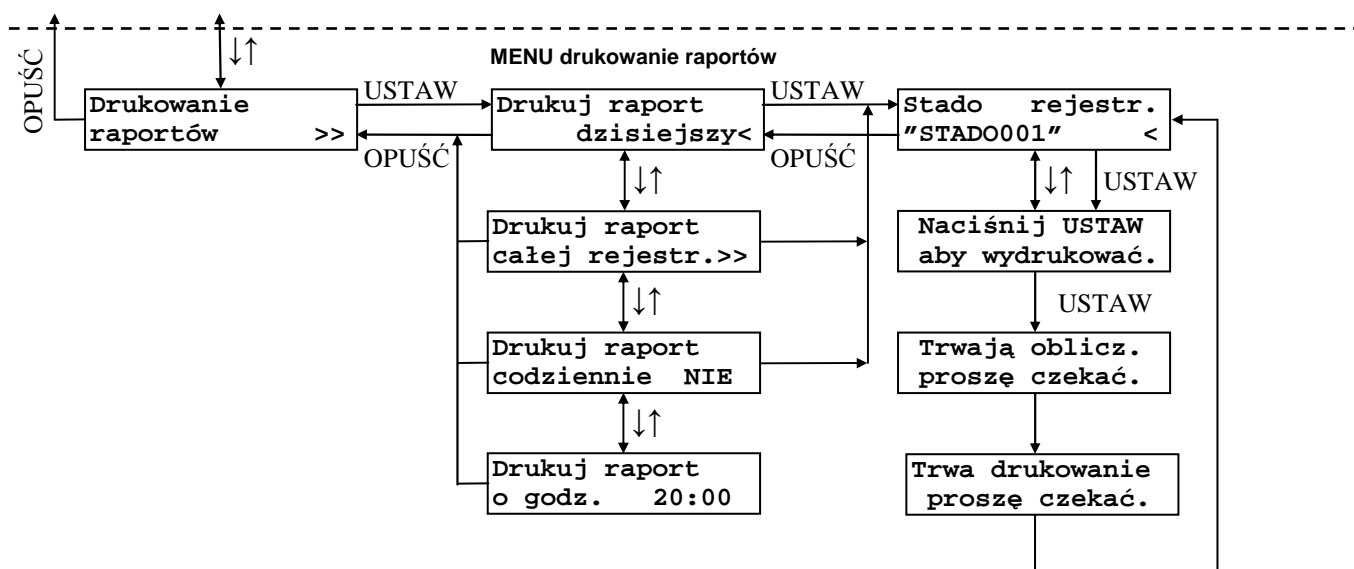 OPUŚĆ
↓↑
MENU drukowanie raportów
Drukowanie
raportów >>
USTAW
OPUŚĆ
Drukuj raport
dzisiejszy<
USTAW
OPUŚĆ
Stado rejestr.
”STADO001” <
↓↑
↓↑
USTAW
Drukuj raport
całej rejestr.>>
Naciśnij USTAW
aby wydrukować.
↓↑
USTAW
Drukuj raport
codziennie NIE
Trwają oblicz.
proszę czekać.
↓↑
Drukuj raport
o godz. 20:00
Trwa drukowanie
proszę czekać.